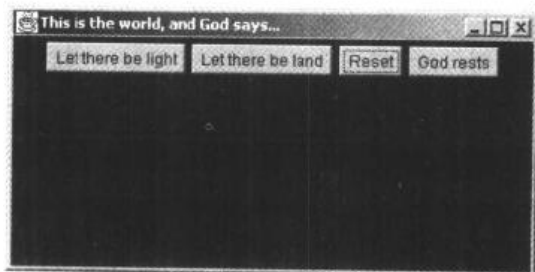 This is the world, and God says...
Let there be light Let there be land Reset God rests